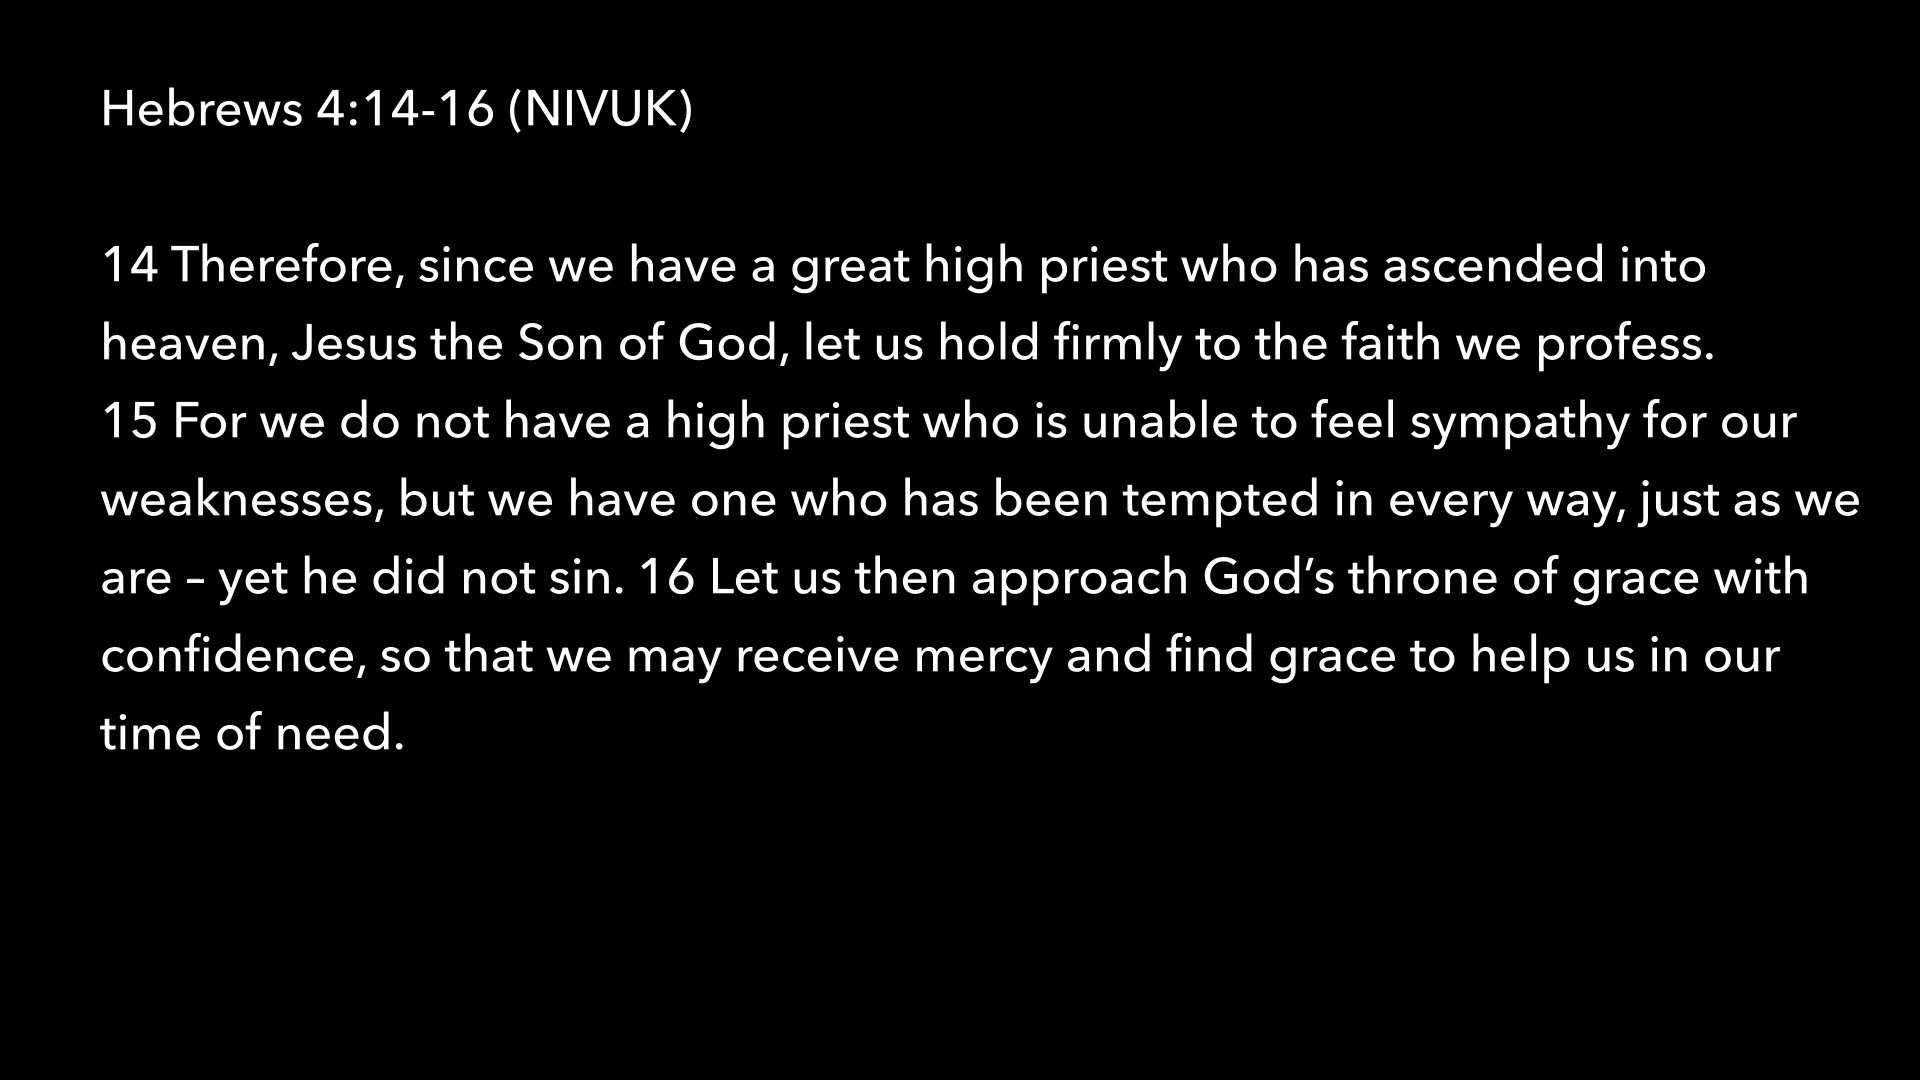 Hebrews 4:14-16 (NIVUK)
14 Therefore, since we have a great high priest who has ascended into
heaven, Jesus the Son of God, let us hold firmly to the faith we profess.
15 For we do not have a high priest who is unable to feel sympathy for our
weaknesses, but we have one who has been tempted in every way, just as we
are – yet he did not sin. 16 Let us then approach God’s throne of grace with
confidence, so that we may receive mercy and find grace to help us in our
time of need.